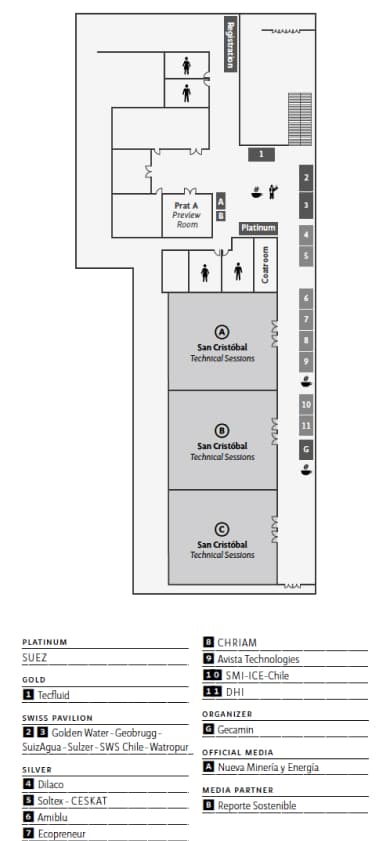 Registration
1
2
3
Prat A
Preview
Room
A
B
Platinum
4
5
Coatroom
6
7
8
9
A
San Cristóbal
Technical Sessions
10
11
B
San Cristóbal
Technical Sessions
G
C
San Cristóbal
Technical Sessions
PLATINUM
SUEZ
GOLD
1 Tecfluid
SWISS PAVILION
2 3 Golden Water - Geobrugg -
SuizAgua - Sulzer - SWS Chile - Watropur
SILVER
4 Dilaco
5 Soltex - CESKAT
6 Amiblu
7 Ecopreneur
8 CHRIAM
9 Avista Technologies
10 SMI-ICE-Chile
11 DHI
ORGANIZER
G Gecamin
OFFICIAL MEDIA
A Nueva Minería y Energía
MEDIA PARTNER
B Reporte Sostenible